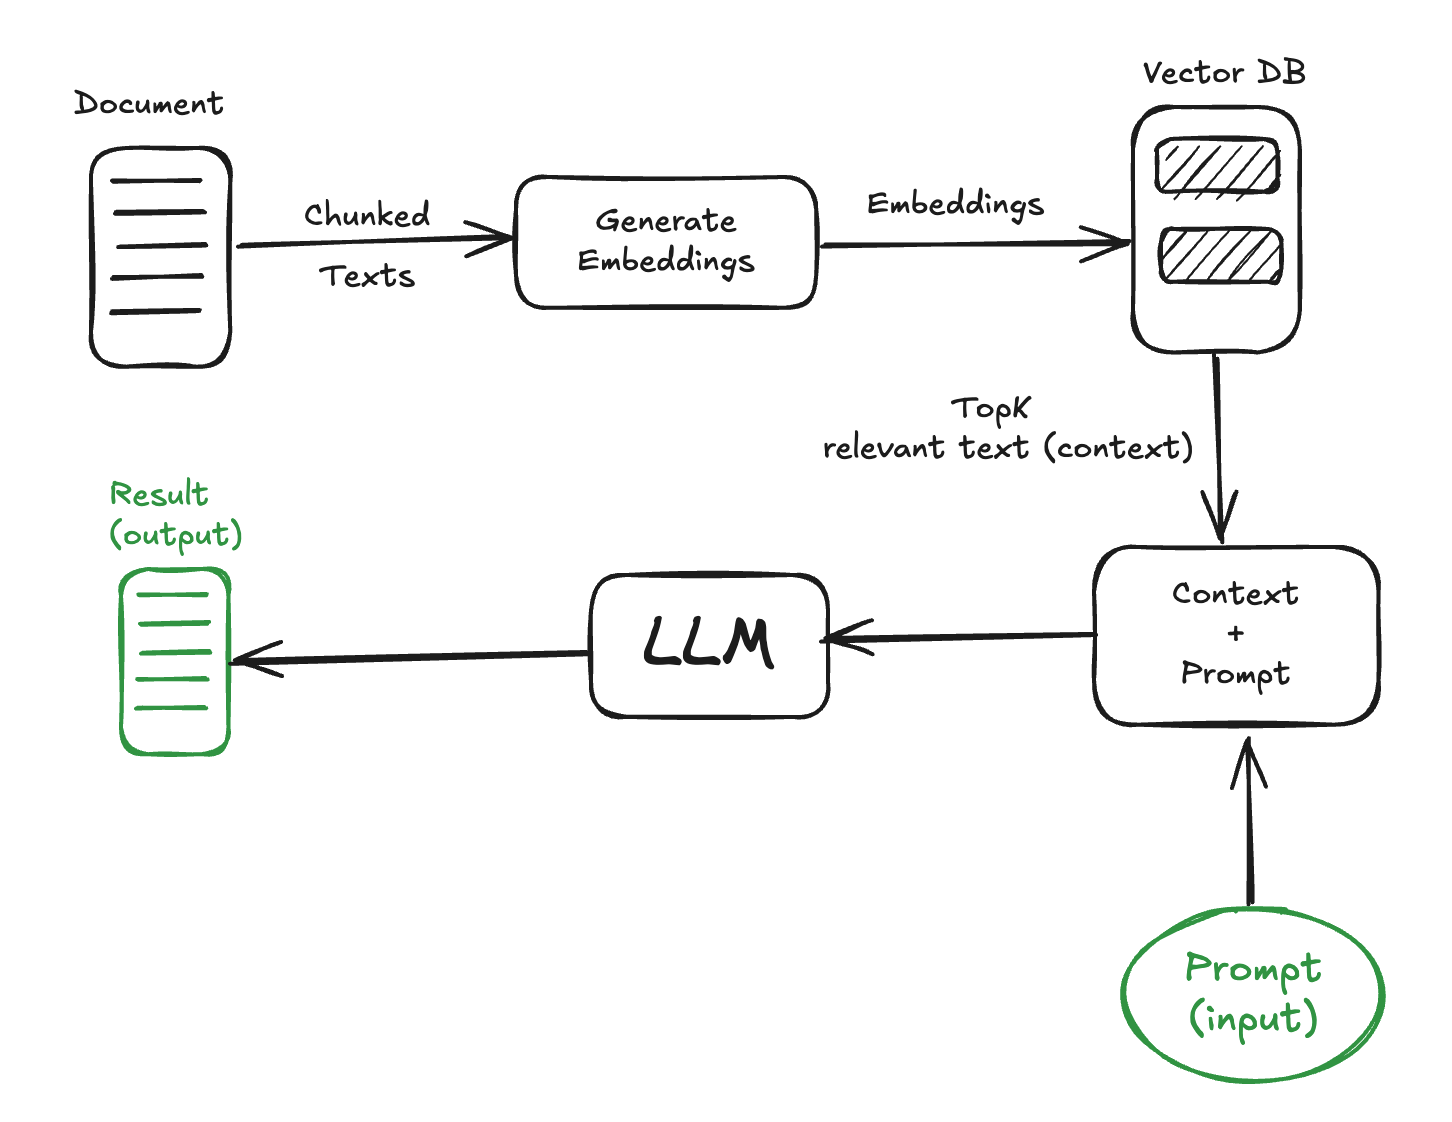 Document
Chunked
Texts
Generate
Embeddings
Embeddings
Vector DB
TopK
relevant text (context)
Context
+
Prompt
LLM
Result
(output)
Prompt
(input)